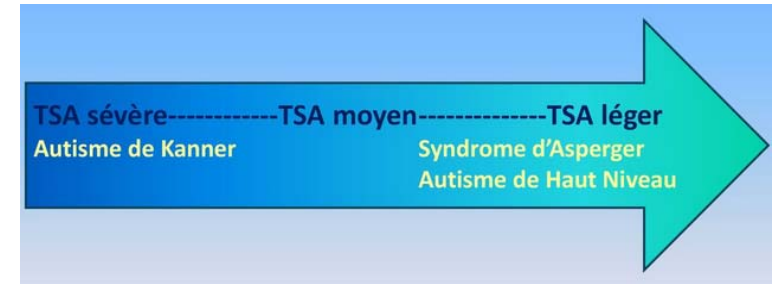 TSA sévère------------TSA moyen--------------TSA léger
Autisme de Kanner Syndrome d'Asperger
Autisme de Haut Niveau